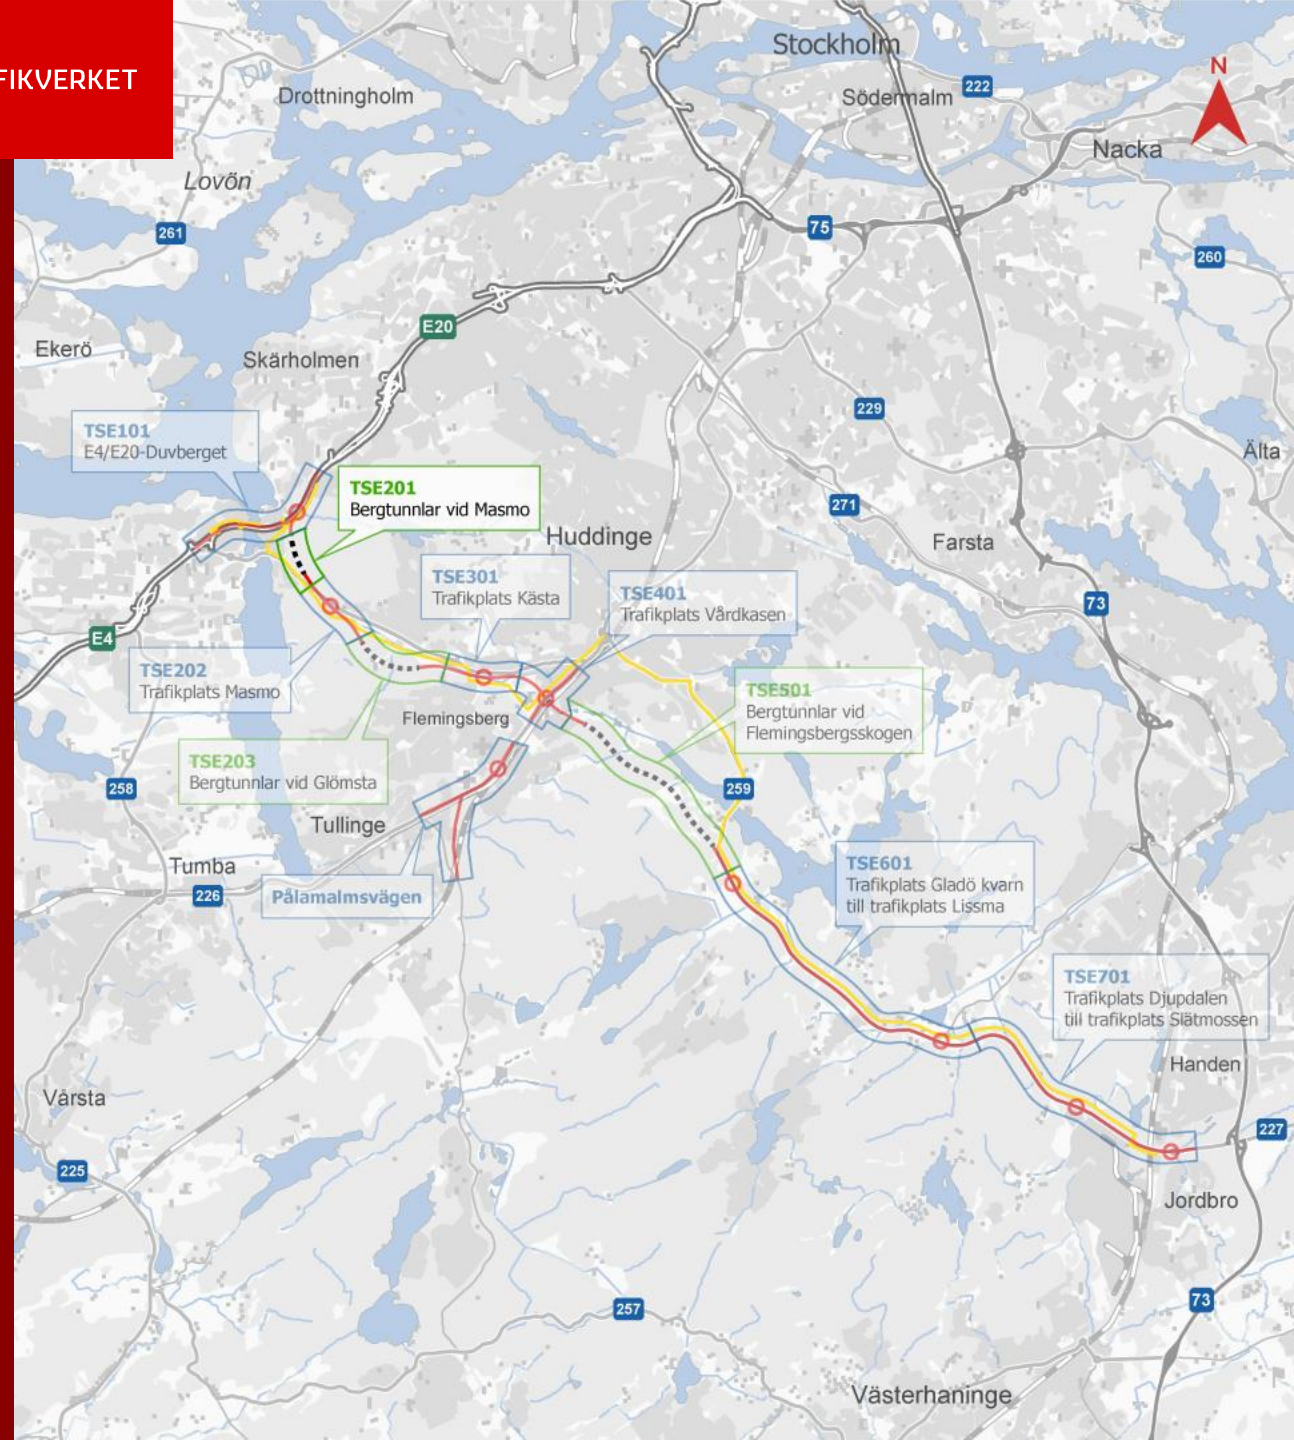 FIKVERKET
Stockholm
N
Drottningholm
Södermalm
222
Nacka
Lovön
261
75
260
E20
Ekerö
Skärholmen
229
TSE101
E4/E20-Duvberget
Älta
TSE201
Bergtunnlar vid Masmo
271
Huddinge
Farsta
TSE301
Trafikplats Kästa
TSE401
Trafikplats Vårdkasen
73
E4
TSE202
Trafikplats Masmo
TSE501
Bergtunnlar vid
Flemingsbergsskogen
Flemingsberg
TSE203
Bergtunnlar vid Glömsta
258
259
Tullinge
Tumba
226
Pålamalmsvägen
TSE601
Trafikplats Gladö kvarn
till trafikplats Lissma
TSE701
Trafikplats Djupdalen
till trafikplats Slätmossen
Handen
Vårsta
227
225
Jordbro
257
73
Västerhaninge